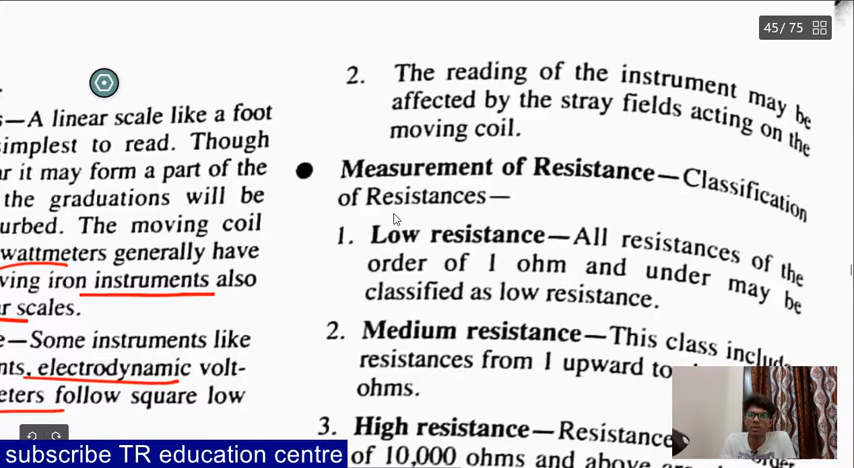 45/ 75
s—A linear scale like a foot
simplest to read. Though
ar it may form a part of the
the graduations will be
urbed. The moving coil
wattmeters generally have
ving iron instruments also
ar scales.
e—Some instruments like
nts, electrodynamic volt-
eters follow square low
2. The reading of the instrument may be
affected by the stray fields acting on the
moving coil.
● Measurement of Resistance—Classification
of Resistances—
1. Low resistance—All resistances of the
order of 1 ohm and under may be
classified as low resistance.
2. Medium resistance—This class include
resistances from 1 upward to
ohms.
3. High resistance—Resistance
of 10,000 ohms and above
subscribe TR education centre